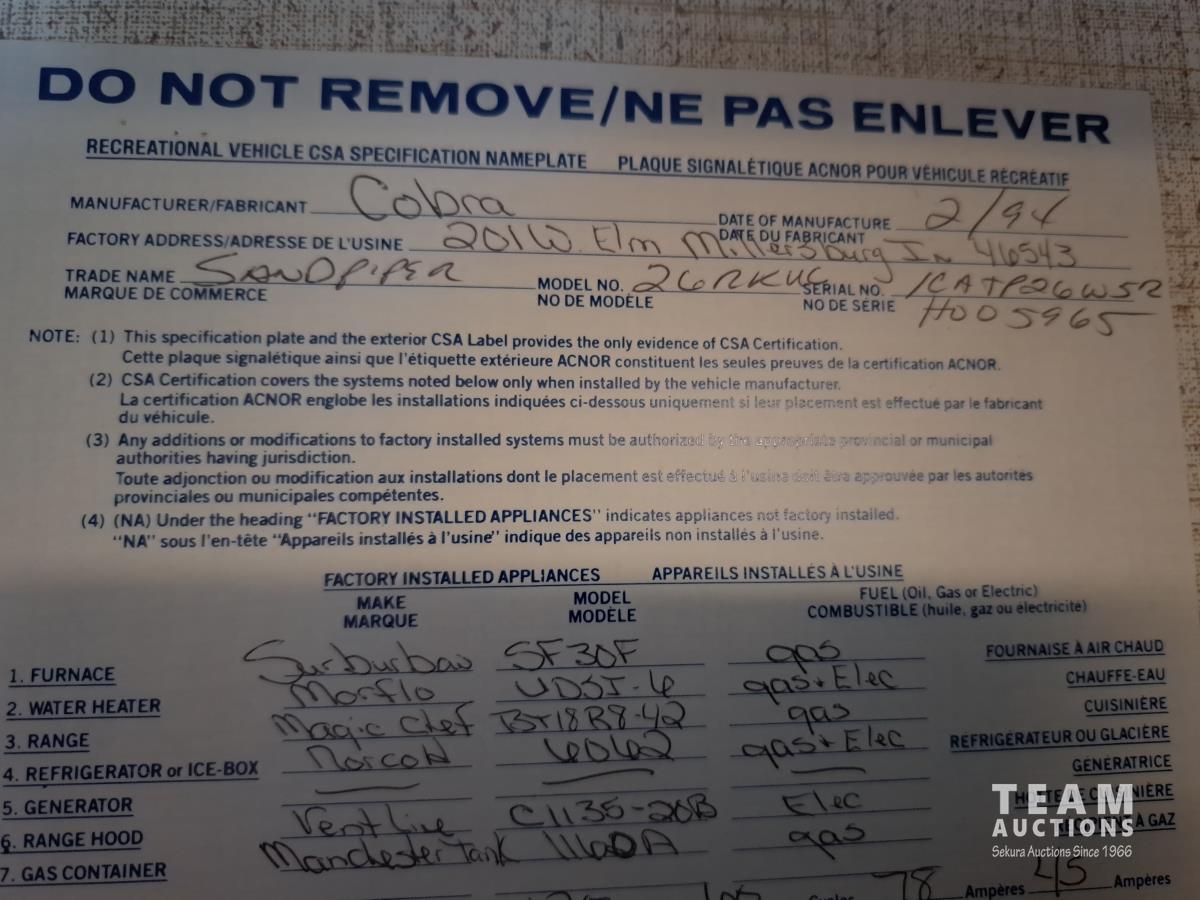 DO NOT REMOVE/NE PAS ENLEVER
RECREATIONAL VEHICLE CSA SPECIFICATION NAMEPLATE PLAQUE SIGNALÉTIQUE ACNOR POUR VÉHICULE RÉCRÉATIF
MANUFACTURER/FABRICANT Cobra DATE OF MANUFACTURE 2/94
DATE DU FABRICANT
FACTORY ADDRESS/ADRESSE DE L'USINE 201 W. Elm Millersburg In 46543
TRADE NAME SANDPIPER MODEL NO. 26RKUC SERIAL NO. 1CATP26W52
MARQUE DE COMMERCE NO DE MODÈLE NO DE SÉRIE H005965
NOTE: (1) This specification plate and the exterior CSA Label provides the only evidence of CSA Certification.
Cette plaque signalétique ainsi que l'étiquette extérieure ACNOR constituent les seules preuves de la certification ACNOR.
(2) CSA Certification covers the systems noted below only when installed by the vehicle manufacturer.
La certification ACNOR englobe les installations indiquées ci-dessous uniquement si leur placement est effectué par le fabricant
du véhicule.
(3) Any additions or modifications to factory installed systems must be authorized by the appropriate provincial or municipal
authorities having jurisdiction.
Toute adjonction ou modification aux installations dont le placement est effectué à l'usine doit être approuvée par les autorités
provinciales ou municipales compétentes.
(4) (NA) Under the heading "FACTORY INSTALLED APPLIANCES" indicates appliances not factory installed.
"NA" sous l'en-tête "Appareils installés à l'usine" indique des appareils non installés à l'usine.
FACTORY INSTALLED APPLIANCES APPAREILS INSTALLÉS À L'USINE
MAKE MODEL FUEL (Oil, Gas or Electric)
MARQUE MODÈLE COMBUSTIBLE (huile, gaz ou électricité)
1. FURNACE Surburban SF30F gas FOURNAISE À AIR CHAUD
2. WATER HEATER Morflo UDSJ-6 gas + Elec CHAUFFE-EAU
3. RANGE Magic Chef BY18R8-42 gas CUISINIÈRE
4. REFRIGERATOR or ICE-BOX Norcold 6062 gas + Elec RÉFRIGÉRATEUR OU GLACIÈRE
5. GENERATOR GÉNÉRATRICE
6. RANGE HOOD Ventline C1135-20B Elec
7. GAS CONTAINER Manchester Tank 1160A gas À GAZ
78 Ampères 45 Ampères
TEAM
AUCTIONS
Sekura Auctions Since 1966